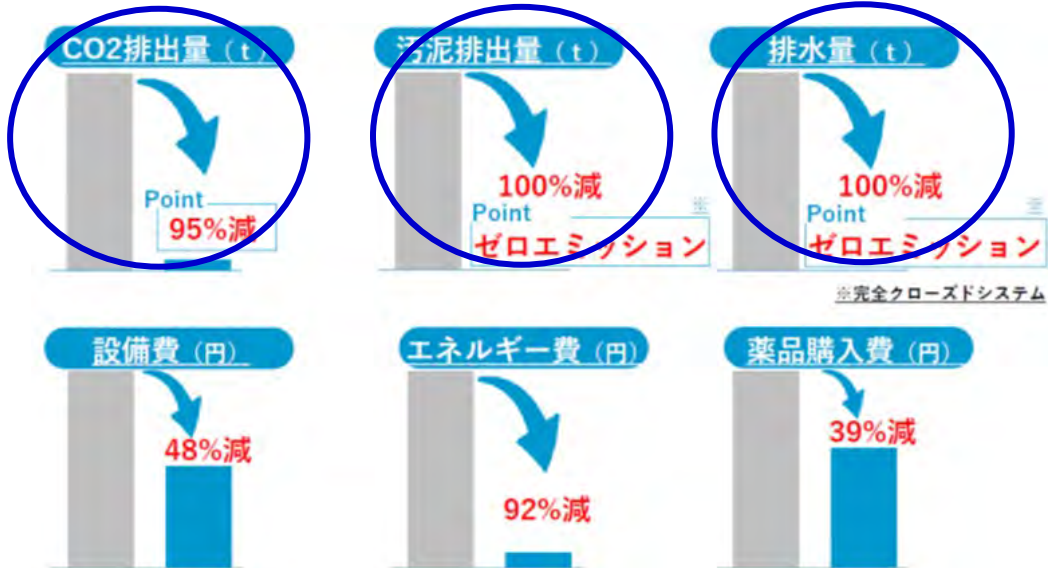 CO2排出量（t）
汚泥排出量（t）
排水量（t）
Point
95%減
100%減
Point
※
ゼロエミッション
100%減
Point
ゼロエミッション
※完全クローズドシステム
設備費（円）
エネルギー費（円）
薬品購入費（円）
48%減
92%減
39%減